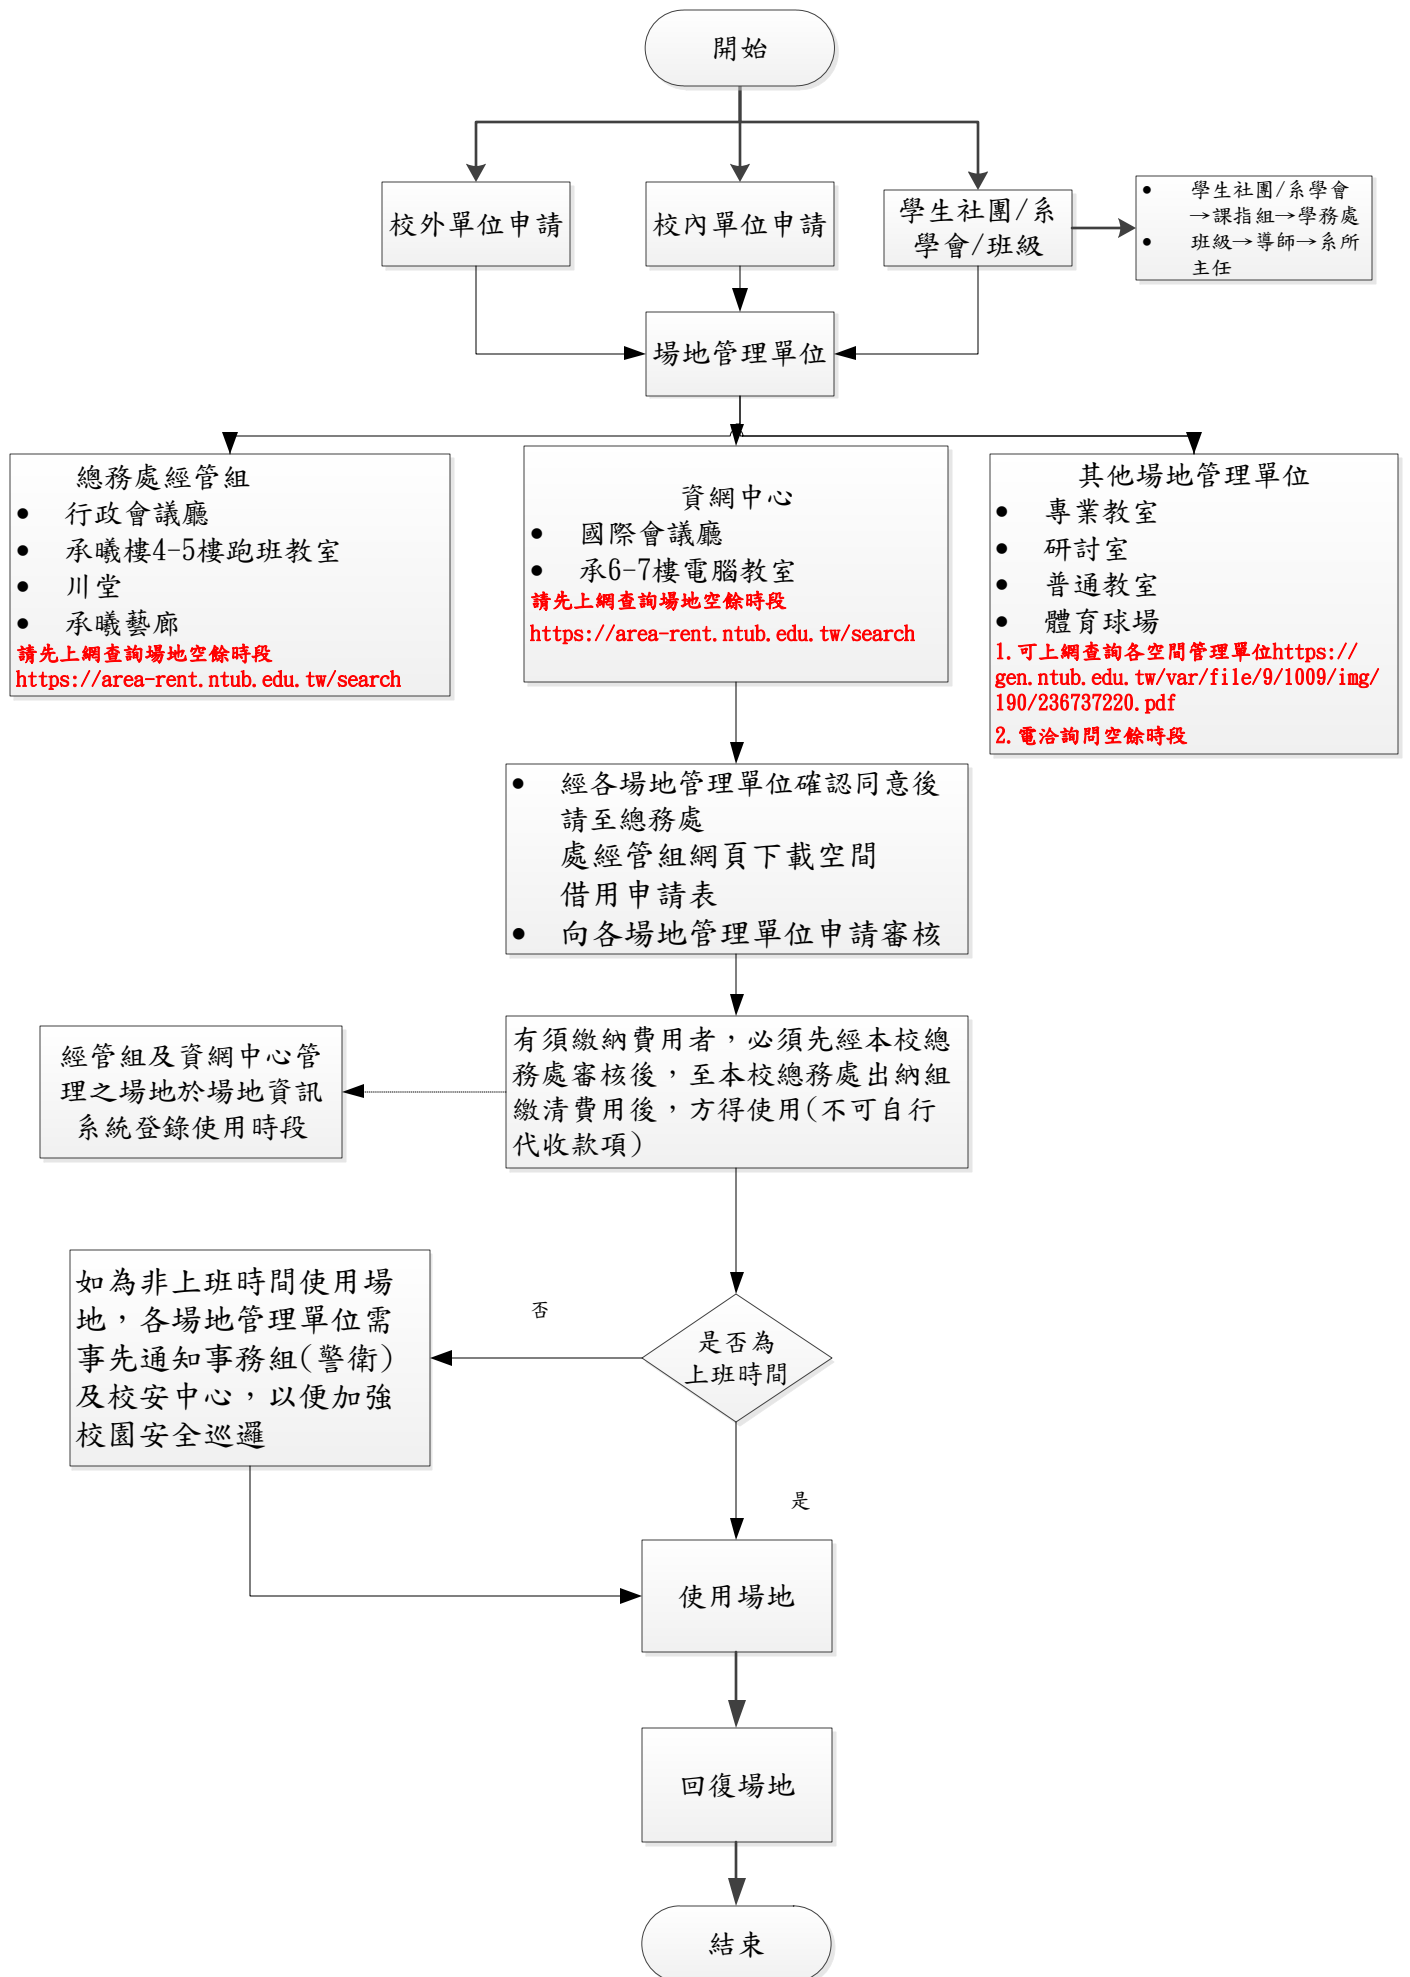 開始
校外單位申請
校內單位申請
學生社團/系
學會/班級
• 學生社團/系學會
→課指組→學務處
• 班級→導師→系所
主任
場地管理單位
總務處經管組
• 行政會議廳
• 承曦樓4-5樓跑班教室
• 川堂
• 承曦藝廊
請先上網查詢場地空餘時段
https://area-rent.ntub.edu.tw/search
資網中心
• 國際會議廳
• 承6-7樓電腦教室
請先上網查詢場地空餘時段
https://area-rent.ntub.edu.tw/search
其他場地管理單位
• 專業教室
• 研討室
• 普通教室
• 體育球場
1.可上網查詢各空間管理單位https://
gen.ntub.edu.tw/var/file/9/1009/img/
190/236737220.pdf
2.電洽詢問空餘時段
• 經各場地管理單位確認同意後
請至總務處
處經管組網頁下載空間
借用申請表
• 向各場地管理單位申請審核
有須繳納費用者，必須先經本校總
務處審核後，至本校總務處出納組
繳清費用後，方得使用(不可自行
代收款項)
經管組及資網中心管
理之場地於場地資訊
系統登錄使用時段
是否為
上班時間
否
如為非上班時間使用場
地，各場地管理單位需
事先通知事務組(警衛)
及校安中心，以便加強
校園安全巡邏
是
使用場地
回復場地
結束